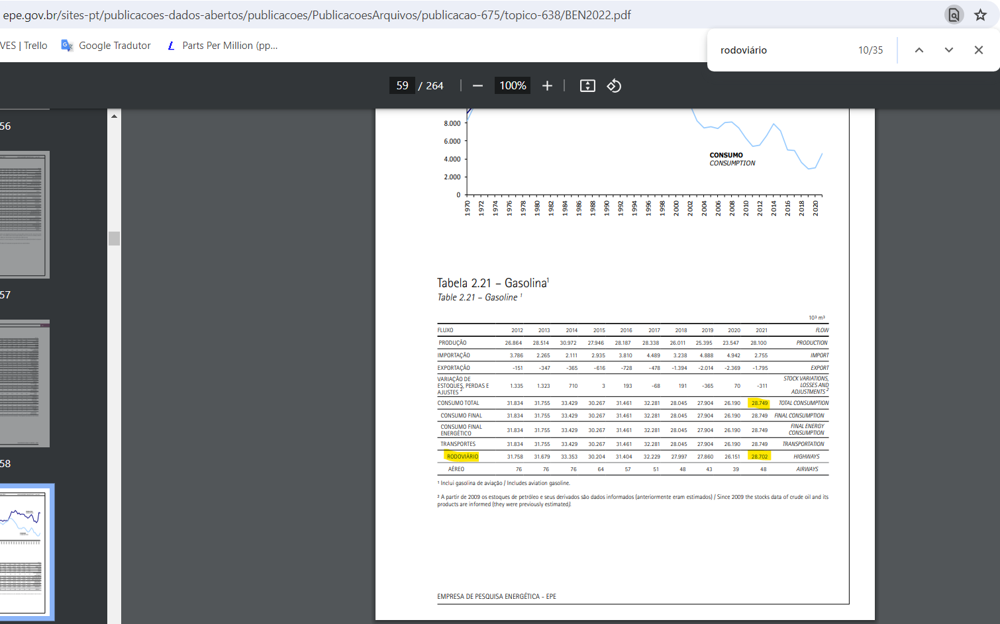 epe.gov.br/sites-pt/publicacoes-dados-abertos/publicacoes/PublicacoesArquivos/publicacao-675/topico-638/BEN2022.pdf
VES | Trello Google Tradutor Parts Per Million (pp...
rodoviário 10/35
59 / 264 100%
56
57
58
8.000
6.000
4.000
2.000
0
CONSUMO
CONSUMPTION
1970 1972 1974 1976 1978 1980 1982 1984 1986 1988 1990 1992 1994 1996 1998 2000 2002 2004 2006 2008 2010 2012 2014 2016 2018 2020
Tabela 2.21 – Gasolina¹
Table 2.21 – Gasoline ¹
10³ m³
FLUXO 2012 2013 2014 2015 2016 2017 2018 2019 2020 2021 FLOW
PRODUÇÃO 26.864 28.514 30.972 27.946 28.187 28.338 26.011 25.395 23.547 28.100 PRODUCTION
IMPORTAÇÃO 3.786 2.265 2.111 2.935 3.810 4.489 3.238 4.888 4.942 2.755 IMPORT
EXPORTAÇÃO -151 -347 -365 -616 -728 -478 -1.394 -2.014 -2.369 -1.795 EXPORT
VARIAÇÃO DE
ESTOQUES, PERDAS E
AJUSTES ² 1.335 1.323 710 3 193 -68 191 -365 70 -311 STOCK VARIATIONS,
LOSSES AND
ADJUSTMENTS ²
CONSUMO TOTAL 31.834 31.755 33.429 30.267 31.461 32.281 28.045 27.904 26.190 28.749 TOTAL CONSUMPTION
CONSUMO FINAL 31.834 31.755 33.429 30.267 31.461 32.281 28.045 27.904 26.190 28.749 FINAL CONSUMPTION
CONSUMO FINAL
ENERGÉTICO 31.834 31.755 33.429 30.267 31.461 32.281 28.045 27.904 26.190 28.749 FINAL ENERGY
CONSUMPTION
TRANSPORTES 31.834 31.755 33.429 30.267 31.461 32.281 28.045 27.904 26.190 28.749 TRANSPORTATION
RODOVIÁRIO 31.758 31.679 33.353 30.204 31.404 32.229 27.997 27.860 26.151 28.702 HIGHWAYS
AÉREO 76 76 76 64 57 51 48 43 39 48 AIRWAYS
¹ Inclui gasolina de aviação / Includes aviation gasoline.
² A partir de 2009 os estoques de petróleo e seus derivados são dados informados (anteriormente eram estimados) / Since 2009 the stocks data of crude oil and its
products are informed (they were previously estimated).
EMPRESA DE PESQUISA ENERGÉTICA - EPE